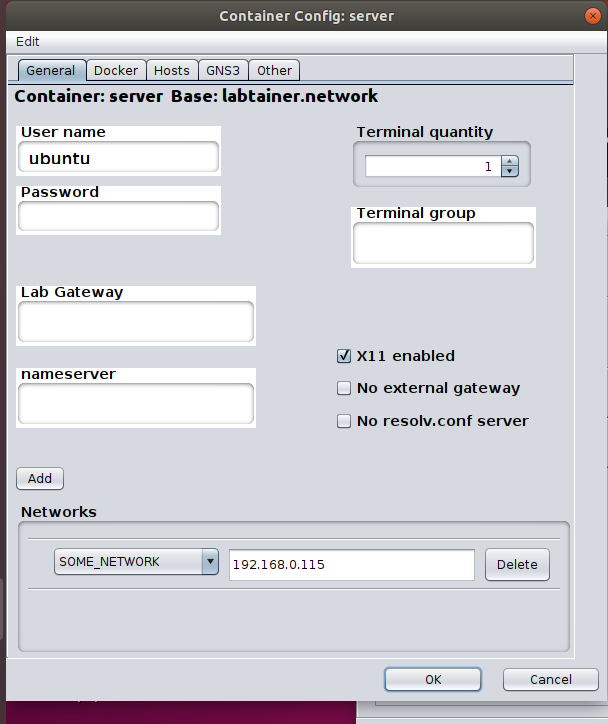 Container Config: server
Edit
General Docker Hosts GNS3 Other
Container: server Base: labtainer.network
User name
ubuntu
Password
Terminal quantity
1
Terminal group
Lab Gateway
nameserver
X11 enabled
No external gateway
No resolv.conf server
Add
Networks
SOME_NETWORK 192.168.0.115 Delete
OK Cancel